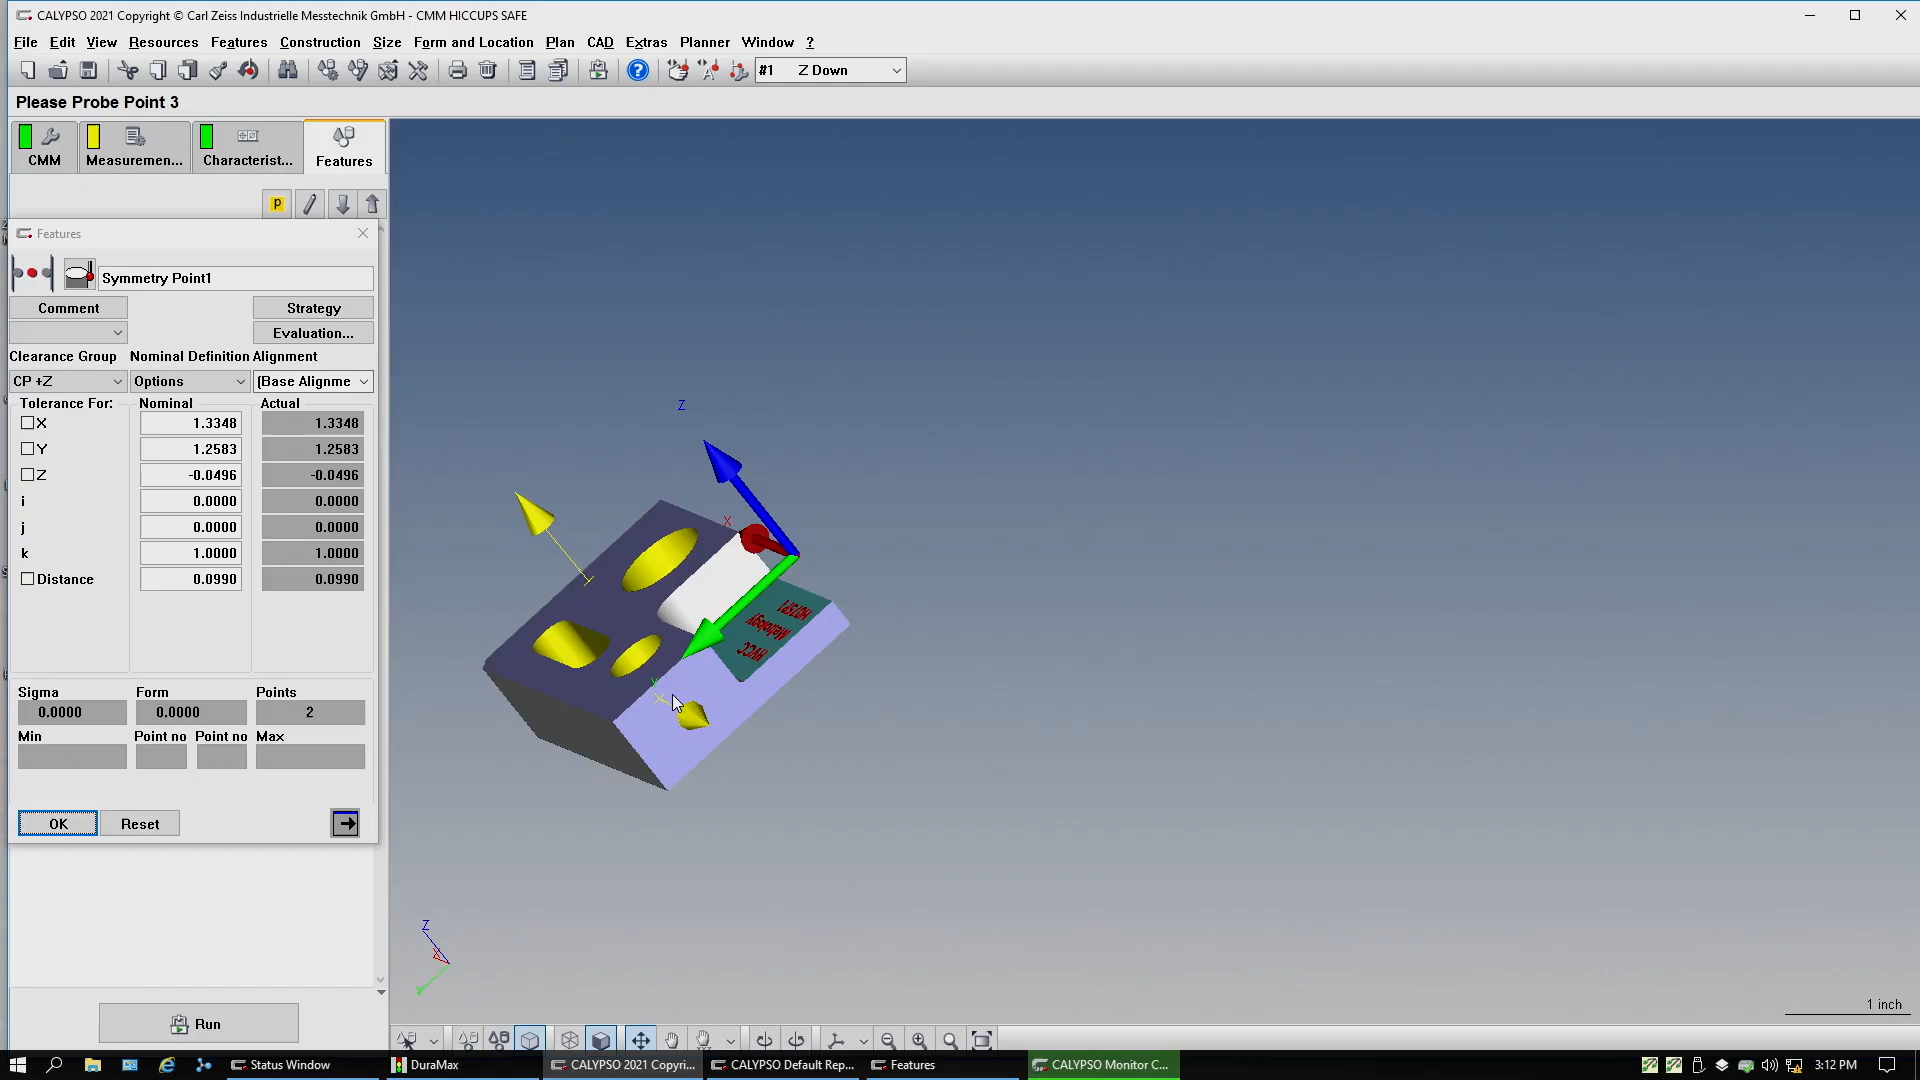 CALYPSO 2021 Copyright © Carl Zeiss Industrielle Messtechnik GmbH - CMM HICCUPS SAFE
File Edit View Resources Features Construction Size Form and Location Plan CAD Extras Planner Window ?
#1 Z Down
Please Probe Point 3
CMM Measuremen... Characterist... Features
P
Features
Symmetry Point1
Comment Strategy
Evaluation...
Clearance Group Nominal Definition Alignment
CP +Z Options (Base Alignme
Tolerance For: Nominal Actual
X 1.3348 1.3348
Y 1.2583 1.2583
Z -0.0496 -0.0496
i 0.0000 0.0000
j 0.0000 0.0000
k 1.0000 1.0000
Distance 0.0990 0.0990
Sigma Form Points
0.0000 0.0000 2
Min Point no Point no Max
OK Reset
Run
Z
X
Y
HVCC
Metrology
Z
X
Y
1 inch
Status Window DuraMax CALYPSO 2021 Copyri... CALYPSO Default Rep... Features CALYPSO Monitor C... 3:12 PM